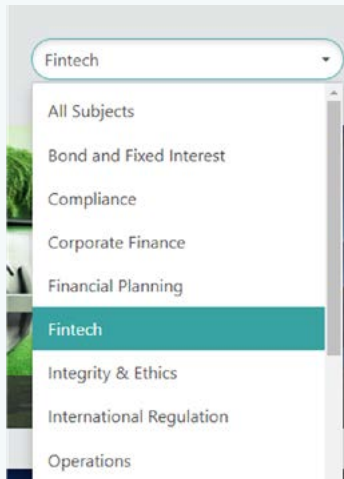 Fintech
All Subjects
Bond and Fixed Interest
Compliance
Corporate Finance
Financial Planning
Fintech
Integrity & Ethics
International Regulation
Operations